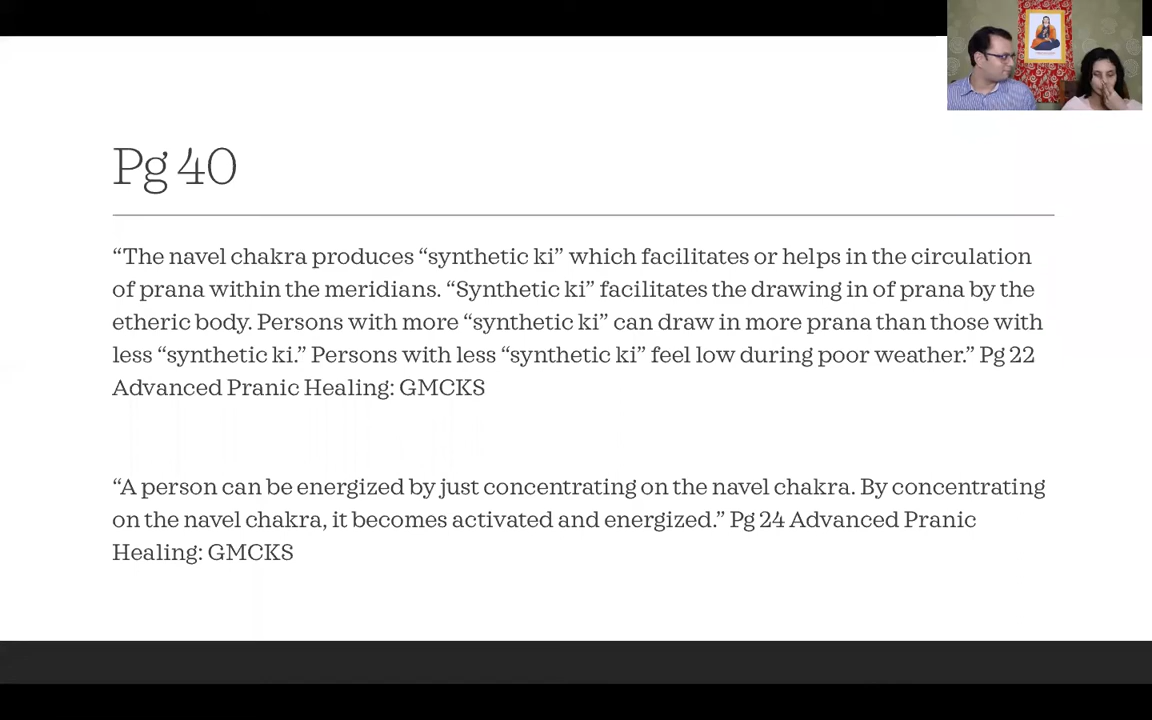 Pg 40
“The navel chakra produces “synthetic ki” which facilitates or helps in the circulation
of prana within the meridians. “Synthetic ki” facilitates the drawing in of prana by the
etheric body. Persons with more “synthetic ki” can draw in more prana than those with
less “synthetic ki.” Persons with less “synthetic ki” feel low during poor weather.” Pg 22
Advanced Pranic Healing: GMCKS
“A person can be energized by just concentrating on the navel chakra. By concentrating
on the navel chakra, it becomes activated and energized.” Pg 24 Advanced Pranic
Healing: GMCKS